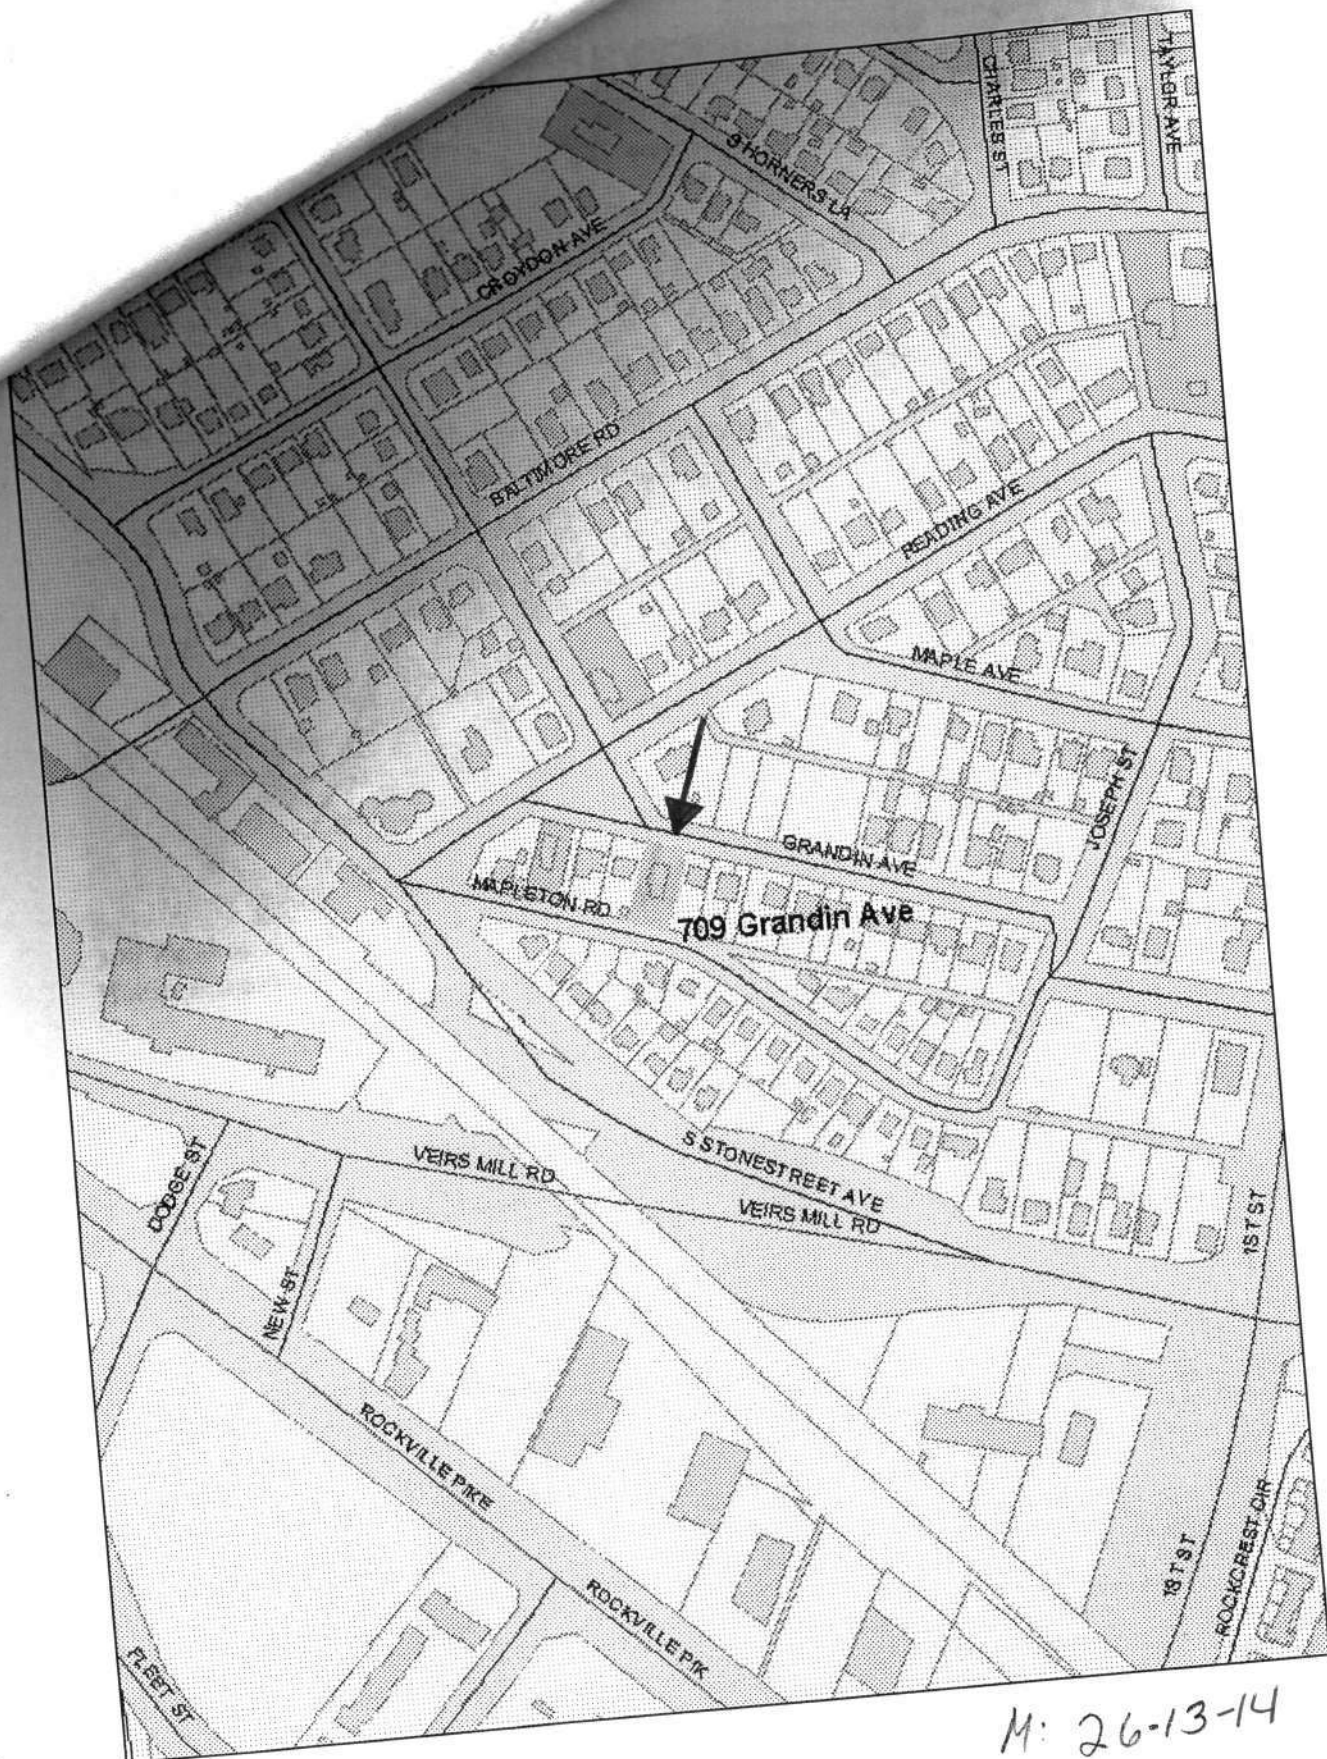 CHARLES ST
TAYLOR AVE
S HORNERS LA
CROYDON AVE
BALTIMORE RD
READING AVE
MAPLE AVE
JOSEPH ST
GRANDIN AVE
MAPLETON RD
709 Grandin Ave
S STONESTREET AVE
VEIRS MILL RD
VEIRS MILL RD
DODGE ST
NEW ST
1ST ST
ROCKVILLE PIKE
ROCKVILLE PIK
1ST ST
ROCKCREST CIR
FLEET ST
M: 26-13-14